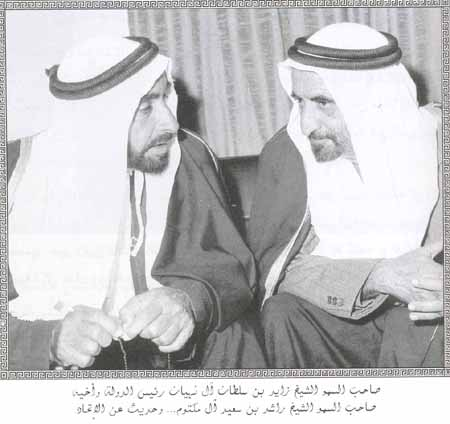 صاحب السمو الشيخ زايد بن سلطان آل نهيان رئيس الدولة، وأخيه
صاحب السمو الشيخ راشد بن سعيد آل مكتوم... وحديث عن الاتحاد